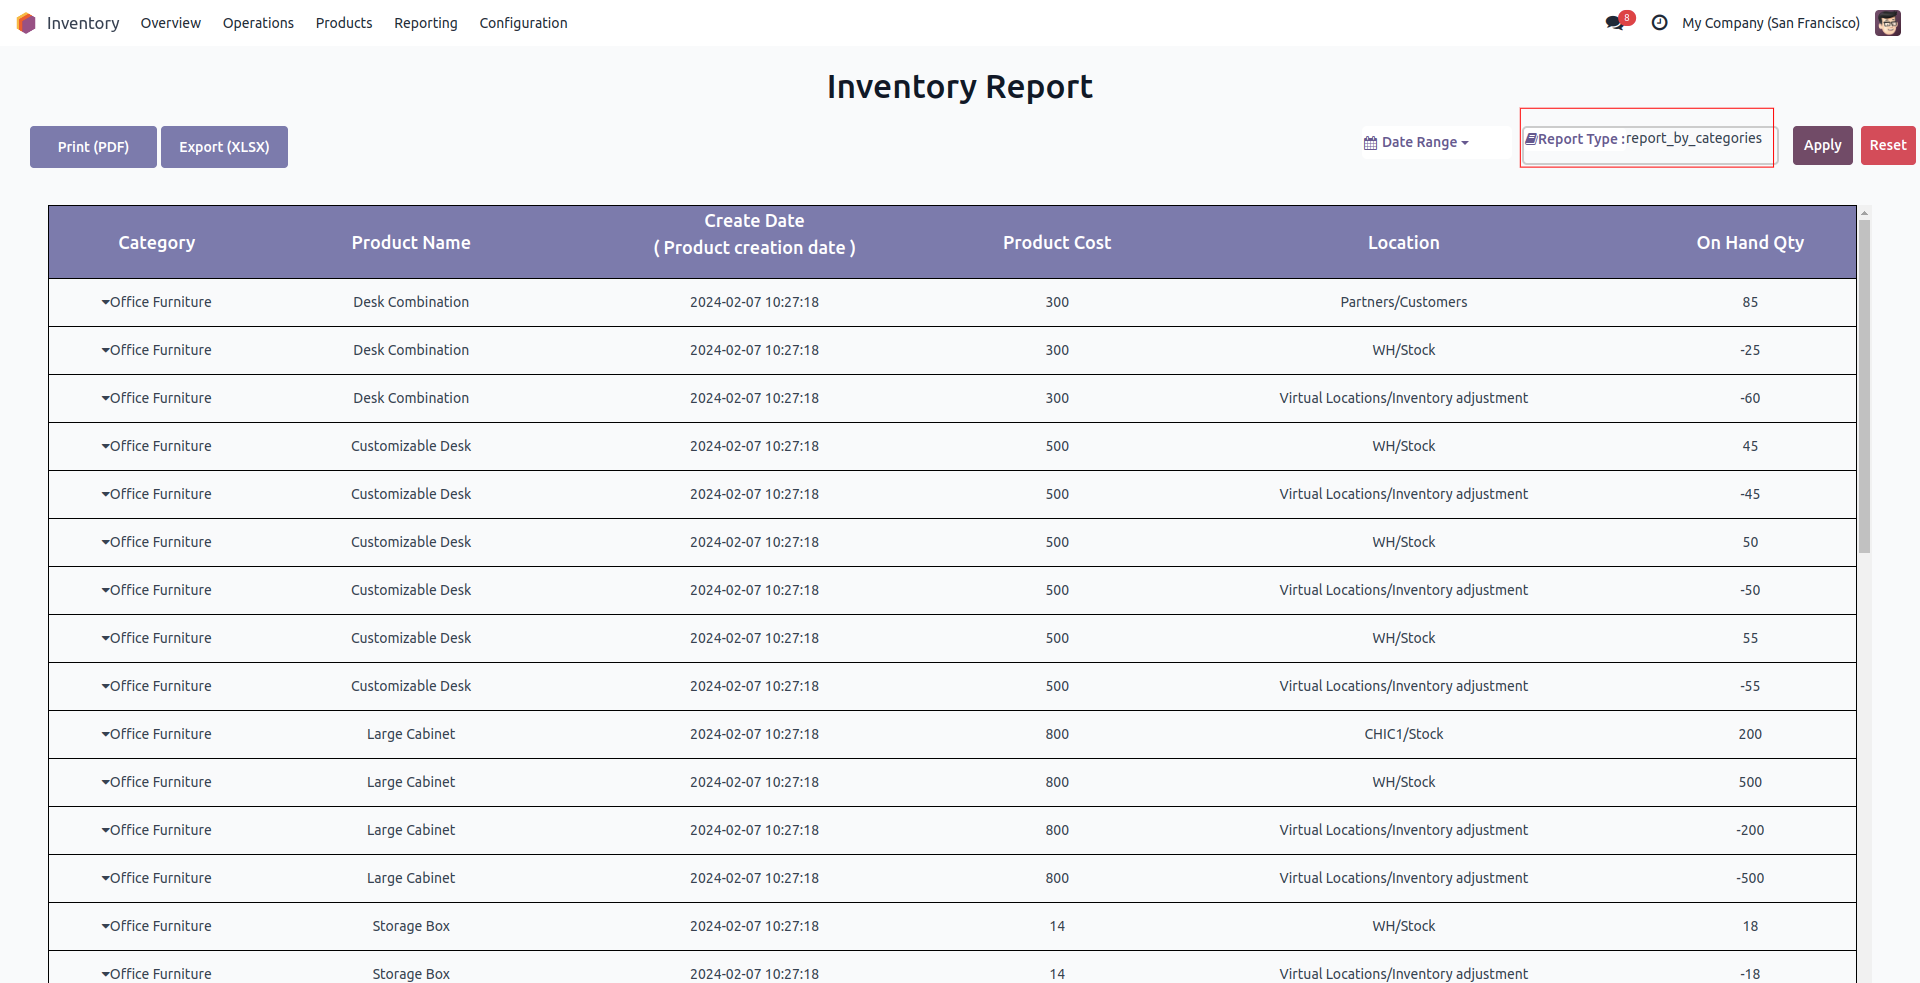 Inventory Overview Operations Products Reporting Configuration 8 My Company (San Francisco)
Inventory Report
Print (PDF) Export (XLSX) Date Range Report Type :report_by_categories Apply Reset
Category Product Name Create Date ( Product creation date ) Product Cost Location On Hand Qty
Office Furniture Desk Combination 2024-02-07 10:27:18 300 Partners/Customers 85
Office Furniture Desk Combination 2024-02-07 10:27:18 300 WH/Stock -25
Office Furniture Desk Combination 2024-02-07 10:27:18 300 Virtual Locations/Inventory adjustment -60
Office Furniture Customizable Desk 2024-02-07 10:27:18 500 WH/Stock 45
Office Furniture Customizable Desk 2024-02-07 10:27:18 500 Virtual Locations/Inventory adjustment -45
Office Furniture Customizable Desk 2024-02-07 10:27:18 500 WH/Stock 50
Office Furniture Customizable Desk 2024-02-07 10:27:18 500 Virtual Locations/Inventory adjustment -50
Office Furniture Customizable Desk 2024-02-07 10:27:18 500 WH/Stock 55
Office Furniture Customizable Desk 2024-02-07 10:27:18 500 Virtual Locations/Inventory adjustment -55
Office Furniture Large Cabinet 2024-02-07 10:27:18 800 CHIC1/Stock 200
Office Furniture Large Cabinet 2024-02-07 10:27:18 800 WH/Stock 500
Office Furniture Large Cabinet 2024-02-07 10:27:18 800 Virtual Locations/Inventory adjustment -200
Office Furniture Large Cabinet 2024-02-07 10:27:18 800 Virtual Locations/Inventory adjustment -500
Office Furniture Storage Box 2024-02-07 10:27:18 14 WH/Stock 18
Office Furniture Storage Box 2024-02-07 10:27:18 14 Virtual Locations/Inventory adjustment -18